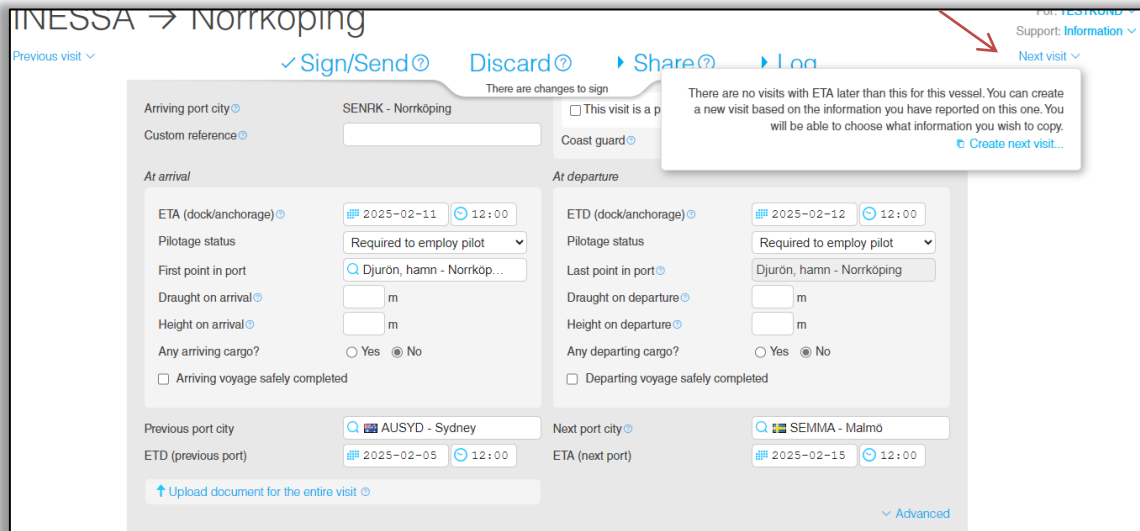 INESSA → Norrköping
For: TESTKUND
Support: Information
Previous visit
Next visit
Sign/Send
Discard
Share
Log
There are changes to sign
There are no visits with ETA later than this for this vessel. You can create
a new visit based on the information you have reported on this one. You
will be able to choose what information you wish to copy.
Create next visit...
Arriving port city
SENRK - Norrköping
This visit is a p
Custom reference
Coast guard
At arrival
At departure
ETA (dock/anchorage)
2025-02-11
12:00
ETD (dock/anchorage)
2025-02-12
12:00
Pilotage status
Required to employ pilot
Pilotage status
Required to employ pilot
First point in port
Djurön, hamn - Norrköp...
Last point in port
Djurön, hamn - Norrköping
Draught on arrival
m
Draught on departure
m
Height on arrival
m
Height on departure
m
Any arriving cargo?
Yes
No
Any departing cargo?
Yes
No
Arriving voyage safely completed
Departing voyage safely completed
Previous port city
AUSYD - Sydney
Next port city
SEMMA - Malmö
ETD (previous port)
2025-02-05
12:00
ETA (next port)
2025-02-15
12:00
Upload document for the entire visit
Advanced